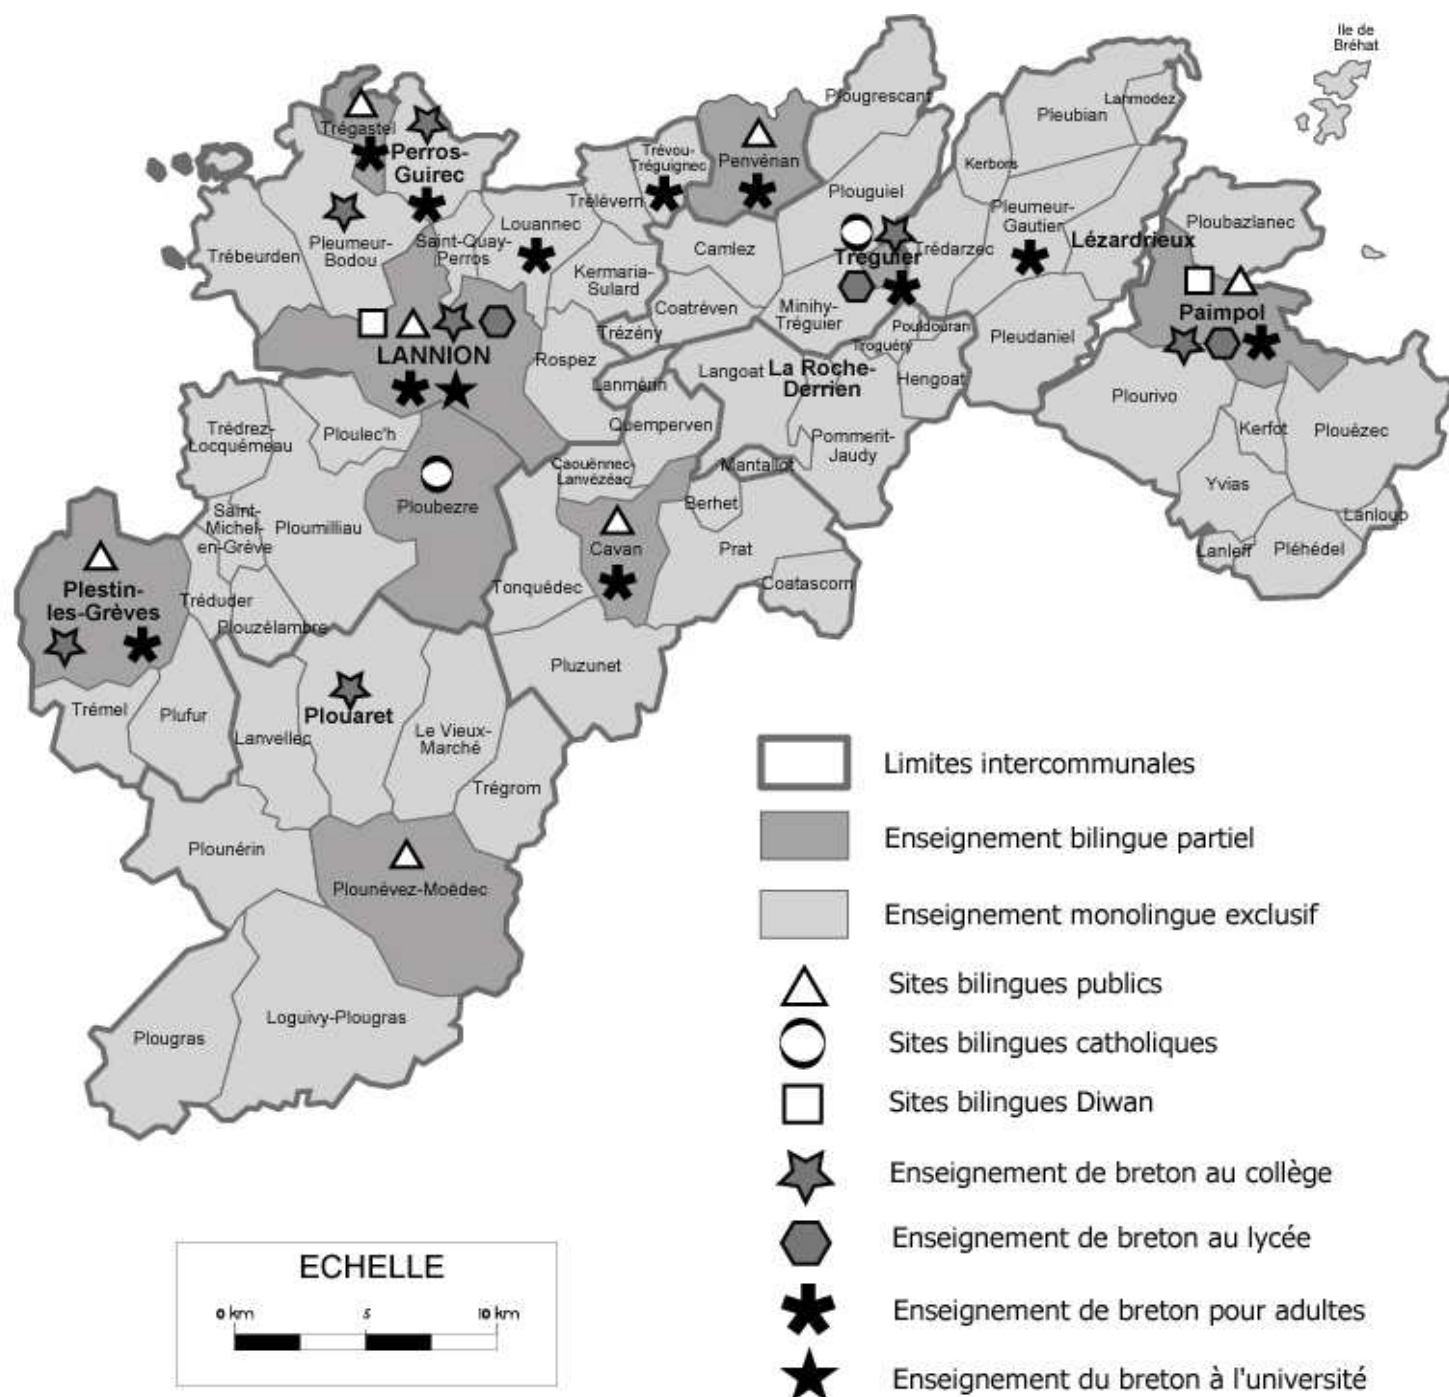 Ile de
Bréhat
Plougrescant
Pleubian
Lanmodez
Trégastel
Perros-
Guirec
Trévou-
Tréguignec
Penvénan
Kerbors
Plouguiel
Trélévern
Louannec
Saint-Quay-
Perros
Pleumeur-
Bodou
Trébeurden
Camlez
Tréguier
Trédarzec
Pleumeur-
Gautier
Lézardrieux
Ploubazlanec
Kermaria-
Sulard
Coatréven
Minihy-
Tréguier
Paimpol
Trézény
Pouldouran
Troguéry
Pleudaniel
LANNION
Rospez
Lanmérin
Langoat
La Roche-
Derrien
Hengoat
Plourivo
Quemperven
Pommerit-
Jaudy
Kerfot
Plouézec
Trédrez-
Locquémeau
Ploulec'h
Caouënnec-
Lanvézéac
Mantallot
Berhet
Yvias
Ploubezre
Saint-
Michel-
en-Grève
Ploumilliau
Cavan
Prat
Lanloup
Lanleff
Pléhédel
Plestin-
les-Grèves
Tréduder
Plouzélambre
Tonquédec
Coatascorn
Pluzunet
Trémel
Plufur
Lanvellec
Plouaret
Le Vieux-
Marché
Trégrom
Plounérin
Plounévez-Moëdec
Plougras
Loguivy-Plougras
Limites intercommunales
Enseignement bilingue partiel
Enseignement monolingue exclusif
Sites bilingues publics
Sites bilingues catholiques
Sites bilingues Diwan
Enseignement de breton au collège
Enseignement de breton au lycée
Enseignement de breton pour adultes
Enseignement du breton à l'université
ECHELLE
0 km 5 10 km